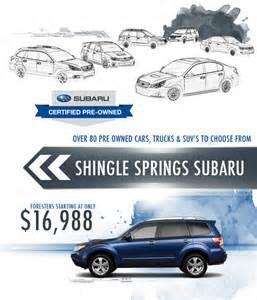 SUBARU
CERTIFIED PRE-OWNED
OVER 80 PRE OWNED CARS, TRUCKS & SUV'S TO CHOOSE FROM
SHINGLE SPRINGS SUBARU
FORESTERS STARTING AT ONLY
$16,988